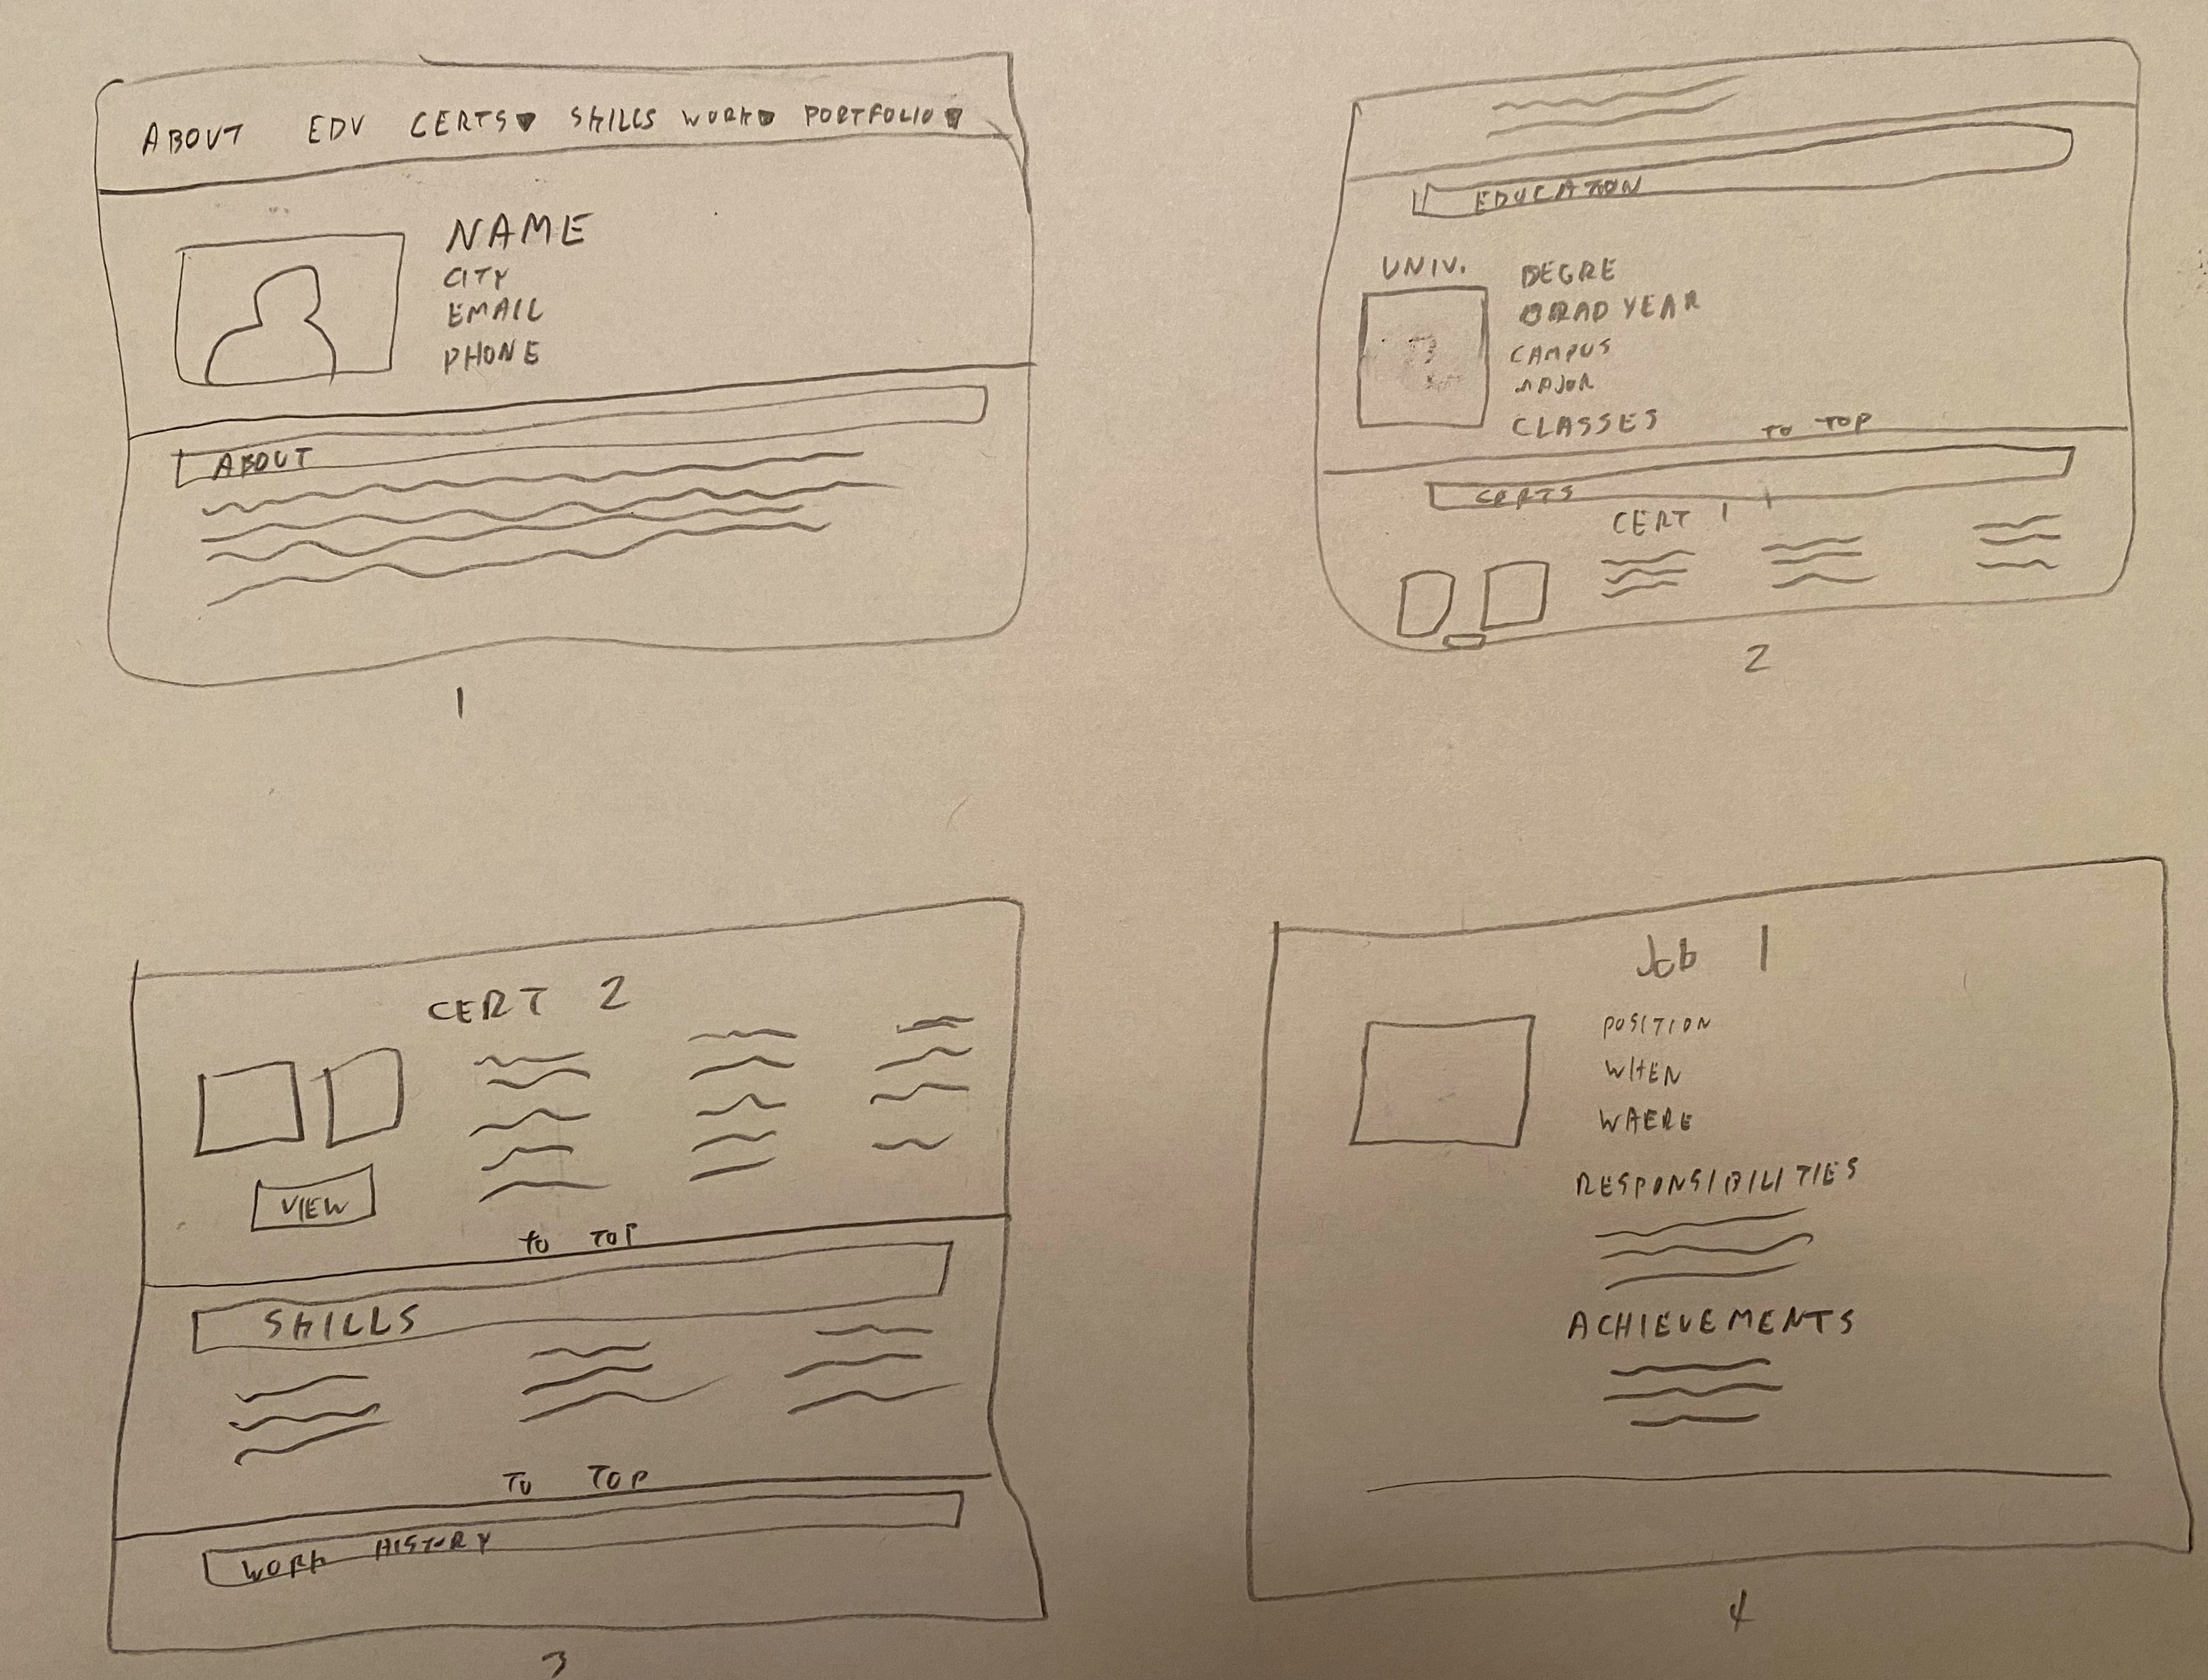 ABOUT EDU CERTS SKILLS WORK PORTFOLIO
NAME
CITY
EMAIL
PHONE
ABOUT
1
EDUCATION
UNIV.
DEGRE
GRAD YEAR
CAMPUS
MAJOR
CLASSES
TO TOP
CERTS
CERT 1
2
CERT 2
VIEW
TO TOP
SKILLS
TO TOP
WORK HISTORY
3
Job 1
POSITION
WHEN
WHERE
RESPONSIBILITIES
ACHIEVEMENTS
4